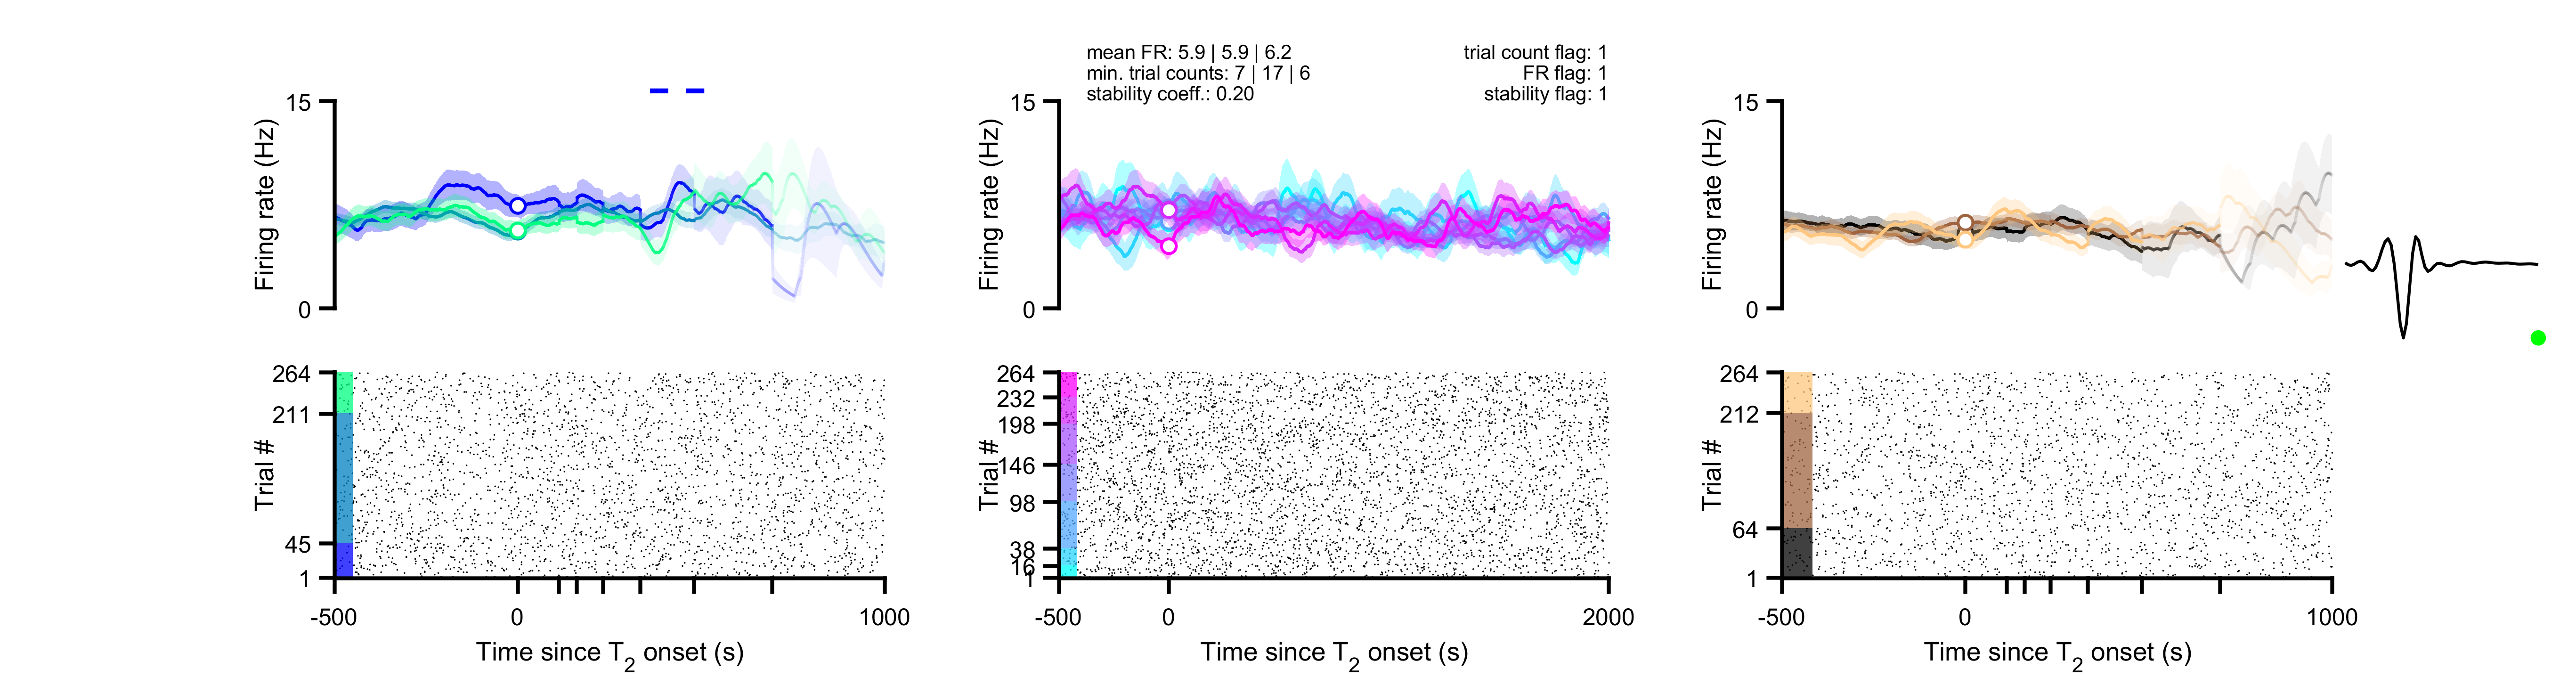 mean FR: 5.9 | 5.9 | 6.2
min. trial counts: 7 | 17 | 6
stability coeff.: 0.20
trial count flag: 1
FR flag: 1
stability flag: 1
15
Firing rate (Hz)
0
264
211
Trial #
45
1
-500
0
1000
Time since T2 onset (s)
15
Firing rate (Hz)
0
264
232
198
Trial #
146
98
38
16
1
-500
0
2000
Time since T2 onset (s)
15
Firing rate (Hz)
0
264
212
Trial #
64
1
-500
0
1000
Time since T2 onset (s)